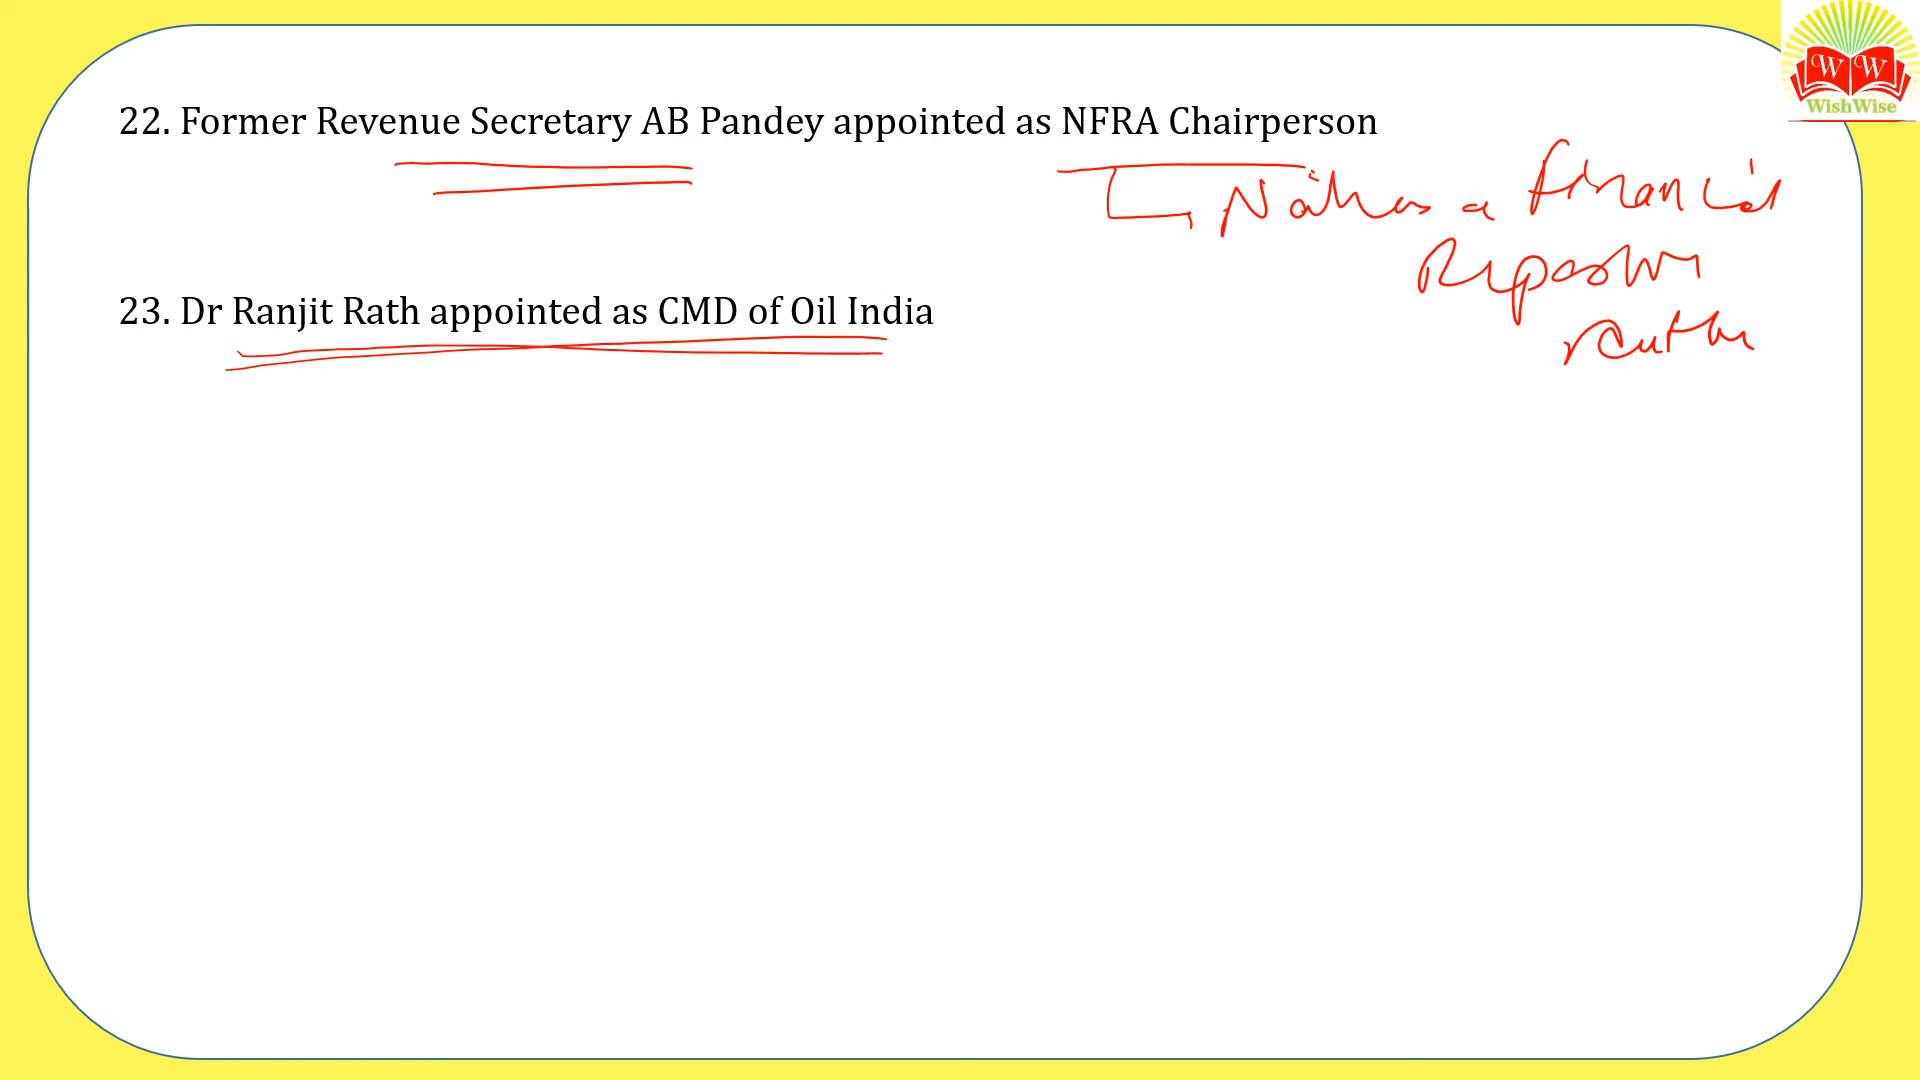 W W
WishWise
22. Former Revenue Secretary AB Pandey appointed as NFRA Chairperson
Financial
23. Dr Ranjit Rath appointed as CMD of Oil India